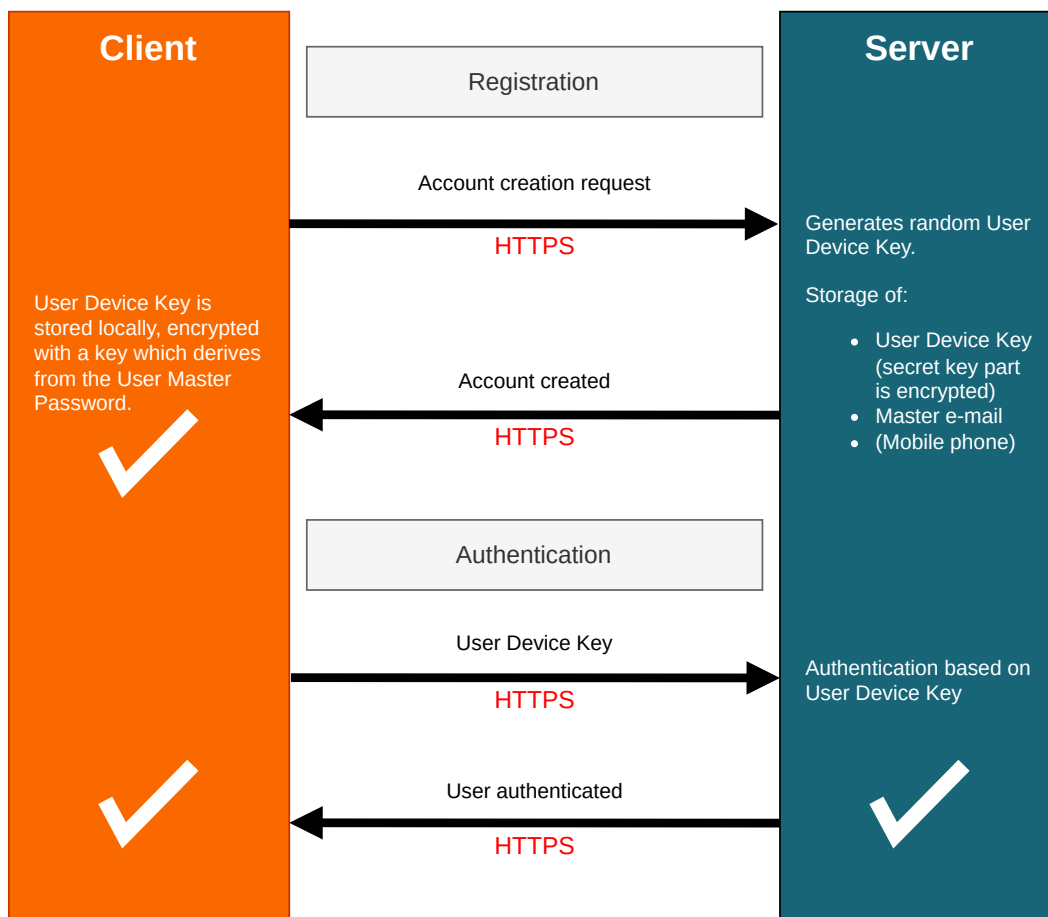 Client
Server
Registration
Account creation request
HTTPS
Generates random User
Device Key.
Storage of:
• User Device Key
(secret key part
is encrypted)
• Master e-mail
• (Mobile phone)
User Device Key is
stored locally, encrypted
with a key which derives
from the User Master
Password.
Account created
HTTPS
Authentication
User Device Key
HTTPS
Authentication based on
User Device Key
User authenticated
HTTPS